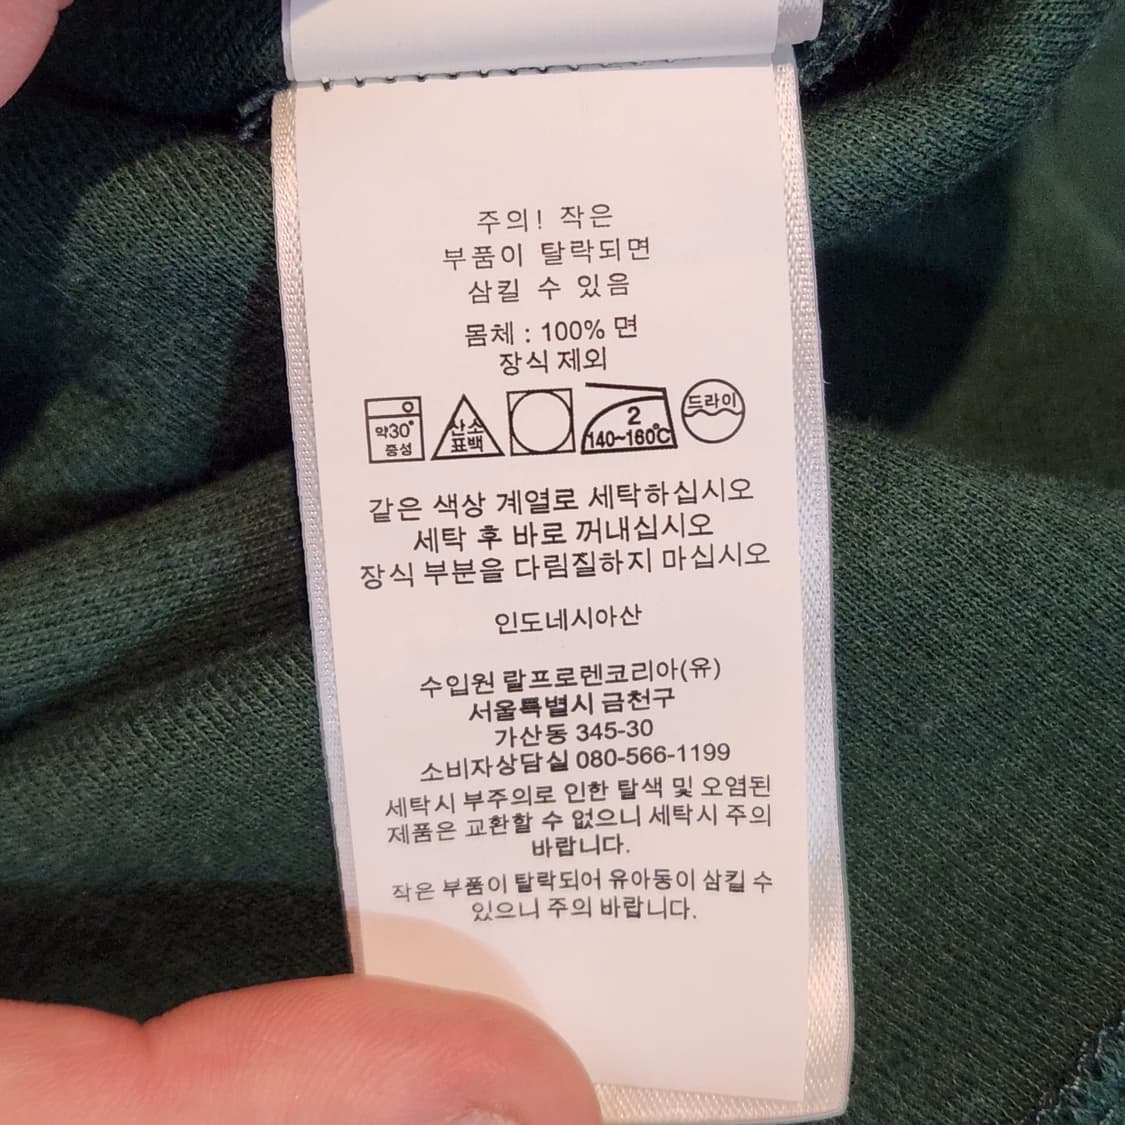 주의! 작은
부품이 탈락되면
삼킬 수 있음
몸체 : 100% 면
장식 제외
약30°
중성
산소
표백
2
140~160℃
드라이
같은 색상 계열로 세탁하십시오
세탁 후 바로 꺼내십시오
장식 부분을 다림질하지 마십시오
인도네시아산
수입원 랄프로렌코리아(유)
서울특별시 금천구
가산동 345-30
소비자상담실 080-566-1199
세탁시 부주의로 인한 탈색 및 오염된
제품은 교환할 수 없으니 세탁시 주의
바랍니다.
작은 부품이 탈락되어 유아동이 삼킬 수
있으니 주의 바랍니다.